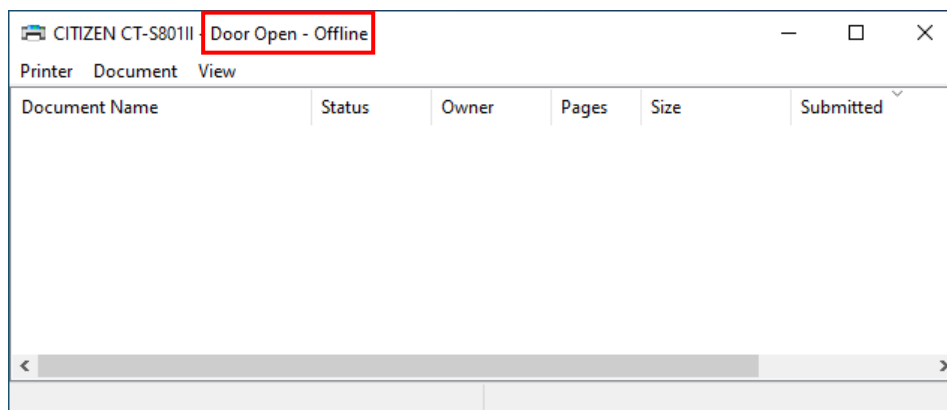 CITIZEN CT-S801II - Door Open - Offline
Printer Document View
Document Name Status Owner Pages Size Submitted